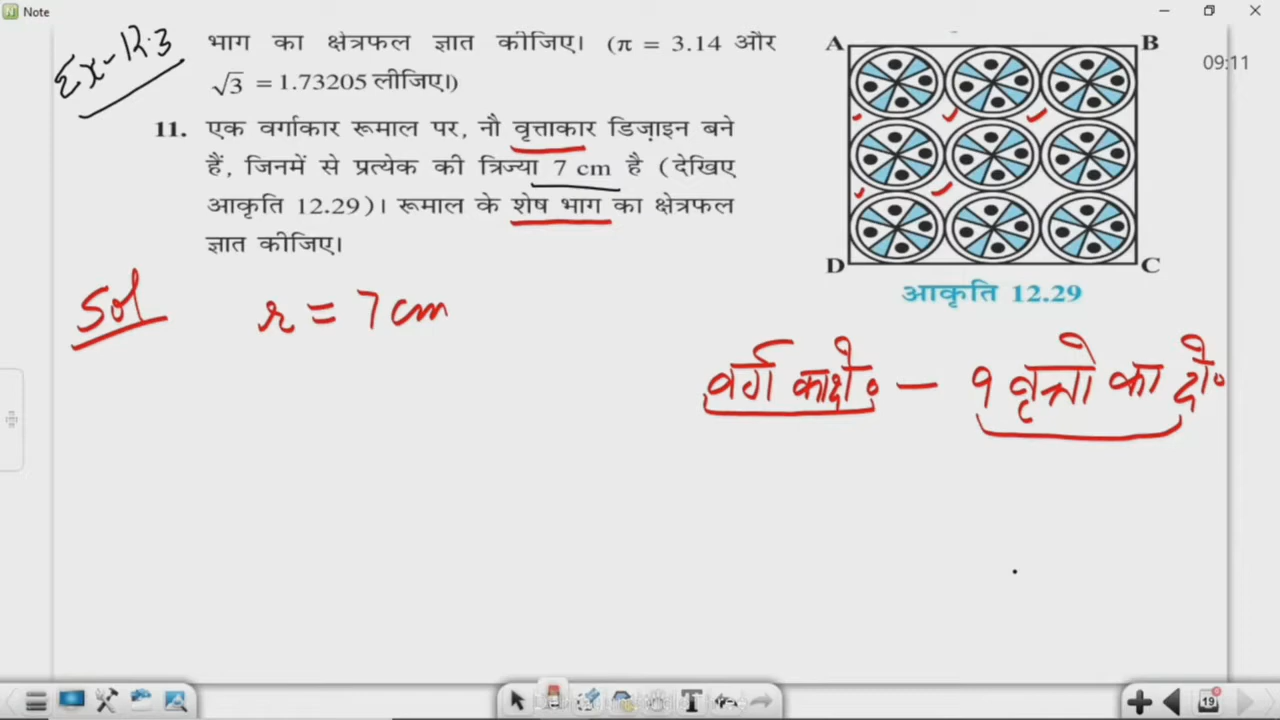 Note
Ex-12.3
भाग का क्षेत्रफल ज्ञात कीजिए। (π = 3.14 और
√3 = 1.73205 लीजिए।)
09:11
11. एक वर्गाकार रूमाल पर, नौ वृत्ताकार डिज़ाइन बने
हैं, जिनमें से प्रत्येक की त्रिज्या 7 cm है (देखिए
आकृति 12.29)। रूमाल के शेष भाग का क्षेत्रफल
ज्ञात कीजिए।
A B
D C
आकृति 12.29
Sol r = 7 cm
वर्ग का क्षे० – 9 वृत्तो का क्षे०
19